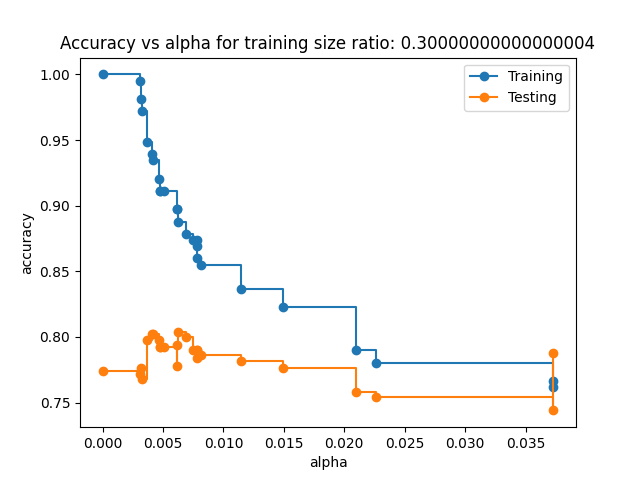 Accuracy vs alpha for training size ratio: 0.30000000000000004
1.00
0.95
0.90
0.85
0.80
0.75
accuracy
Training
Testing
0.000 0.005 0.010 0.015 0.020 0.025 0.030 0.035
alpha